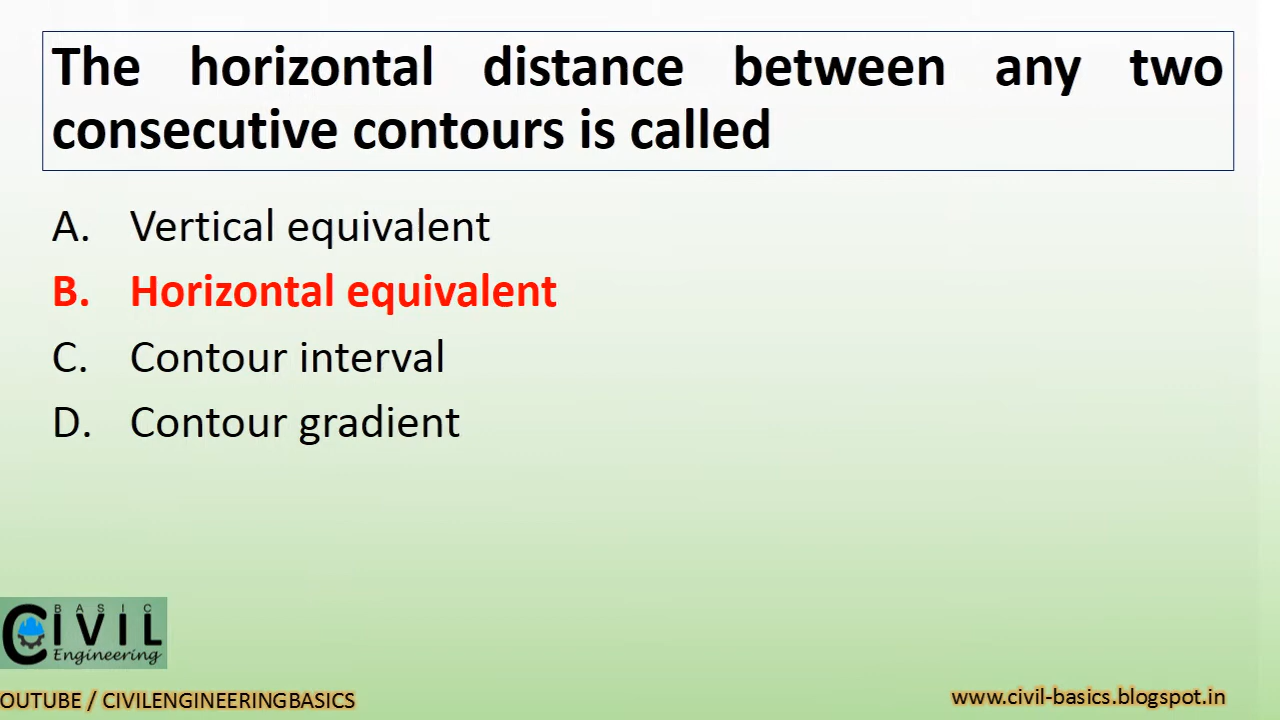 The horizontal distance between any two
consecutive contours is called
A. Vertical equivalent
B. Horizontal equivalent
C. Contour interval
D. Contour gradient
BASIC
CIVIL
Engineering
OUTUBE / CIVILENGINEERINGBASICS
www.civil-basics.blogspot.in